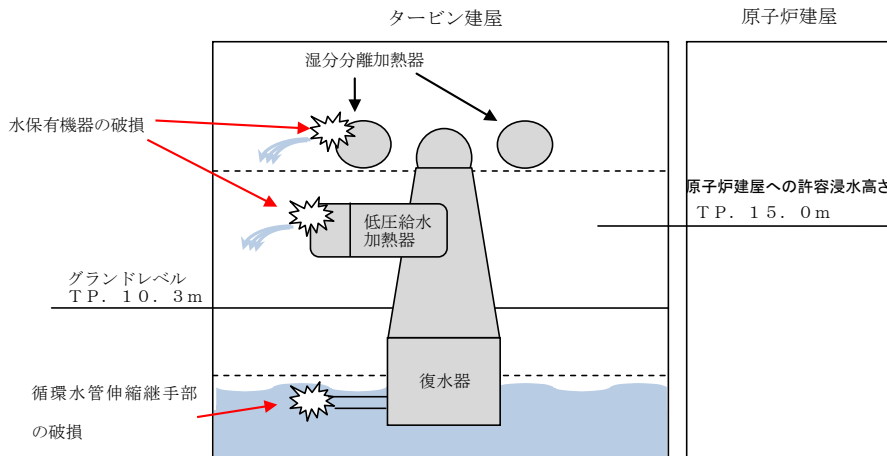 タービン建屋
原子炉建屋
湿分分離加熱器
水保有機器の破損
原子炉建屋への許容浸水高さ
ＴＰ．１５．０ｍ
低圧給水
加熱器
グランドレベル
ＴＰ．１０．３ｍ
復水器
循環水管伸縮継手部
の破損